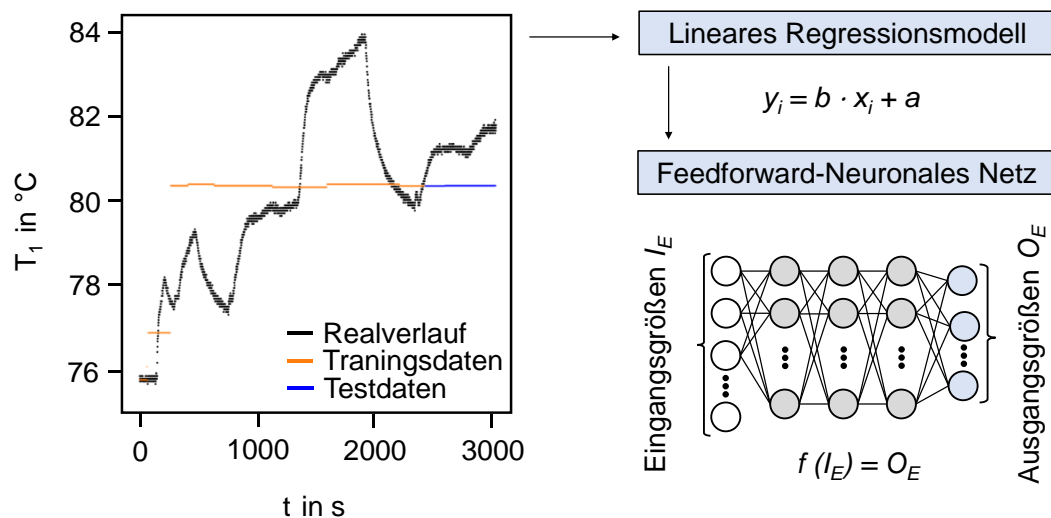 84
82
80
78
76
T1 in °C
0
1000
2000
3000
t in s
Realverlauf
Traningsdaten
Testdaten
Lineares Regressionsmodell
yi = b · xi + a
Feedforward-Neuronales Netz
Eingangsgrößen IE
Ausgangsgrößen OE
f (IE) = OE